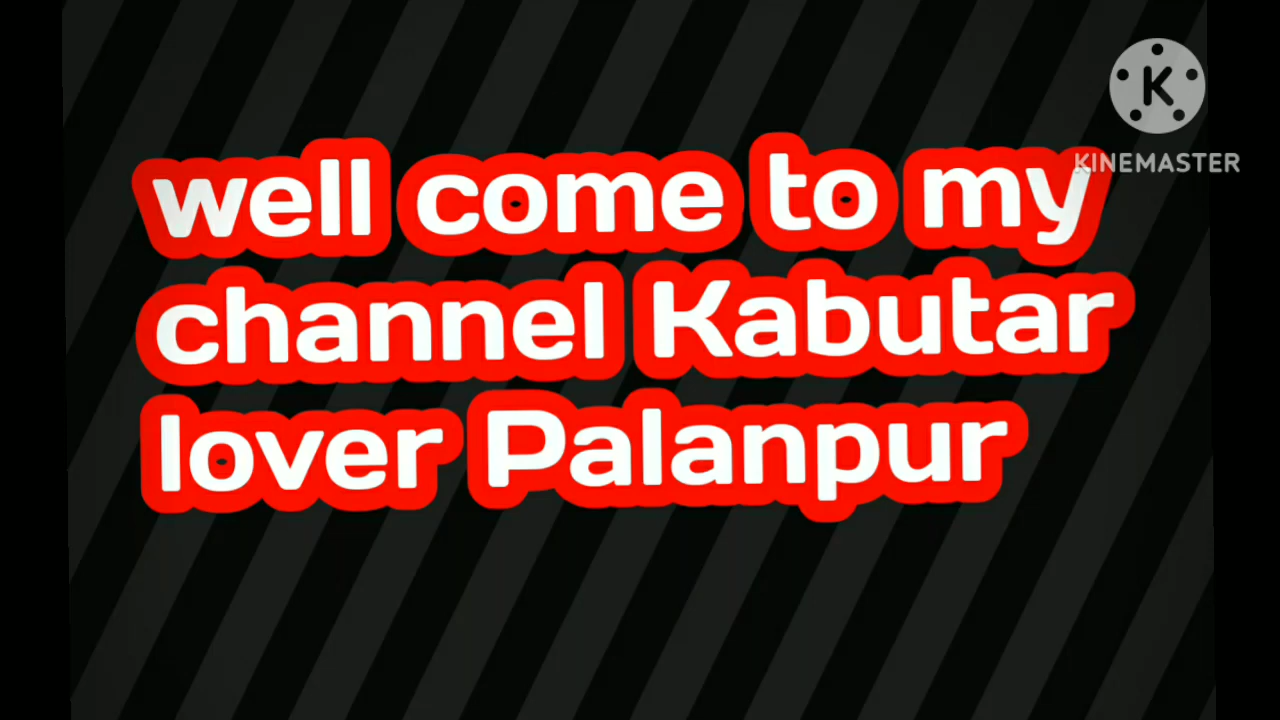 K
KINEMASTER
well come to my
channel Kabutar
lover Palanpur